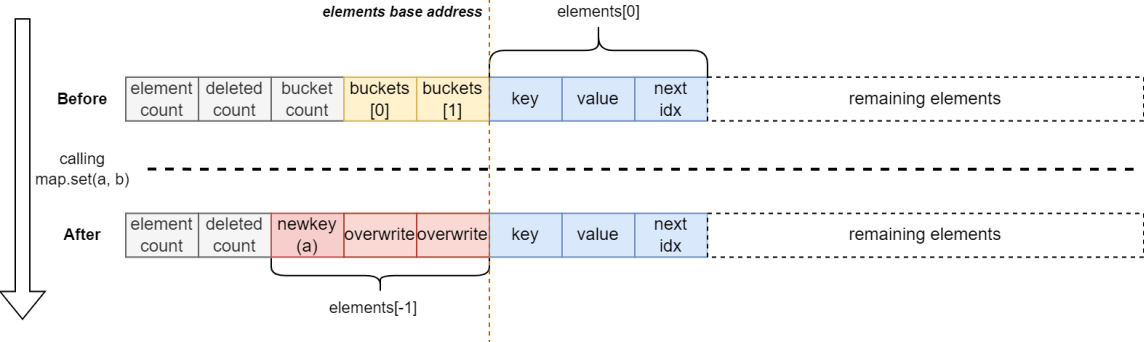 elements base address
elements[0]
Before
element
count
deleted
count
bucket
count
buckets
[0]
buckets
[1]
key
value
next
idx
remaining elements
calling
map.set(a, b)
After
element
count
deleted
count
newkey
(a)
overwrite
overwrite
key
value
next
idx
remaining elements
elements[-1]